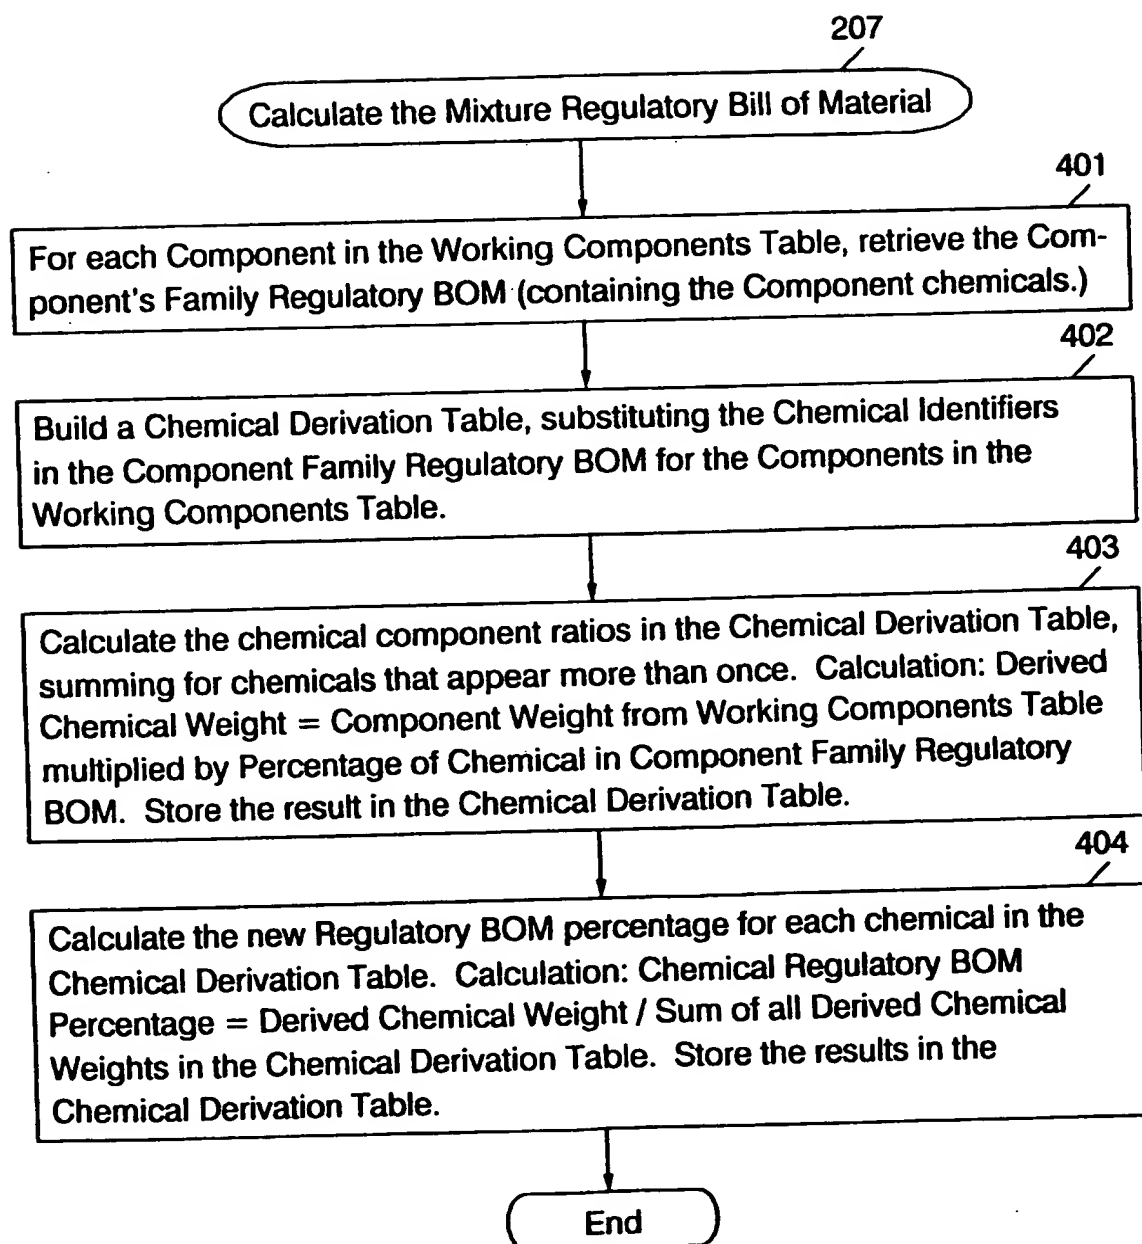 207
Calculate the Mixture Regulatory Bill of Material
401
For each Component in the Working Components Table, retrieve the Com-
ponent's Family Regulatory BOM (containing the Component chemicals.)
402
Build a Chemical Derivation Table, substituting the Chemical Identifiers
in the Component Family Regulatory BOM for the Components in the
Working Components Table.
403
Calculate the chemical component ratios in the Chemical Derivation Table,
summing for chemicals that appear more than once. Calculation: Derived
Chemical Weight = Component Weight from Working Components Table
multiplied by Percentage of Chemical in Component Family Regulatory
BOM. Store the result in the Chemical Derivation Table.
404
Calculate the new Regulatory BOM percentage for each chemical in the
Chemical Derivation Table. Calculation: Chemical Regulatory BOM
Percentage = Derived Chemical Weight / Sum of all Derived Chemical
Weights in the Chemical Derivation Table. Store the results in the
Chemical Derivation Table.
End